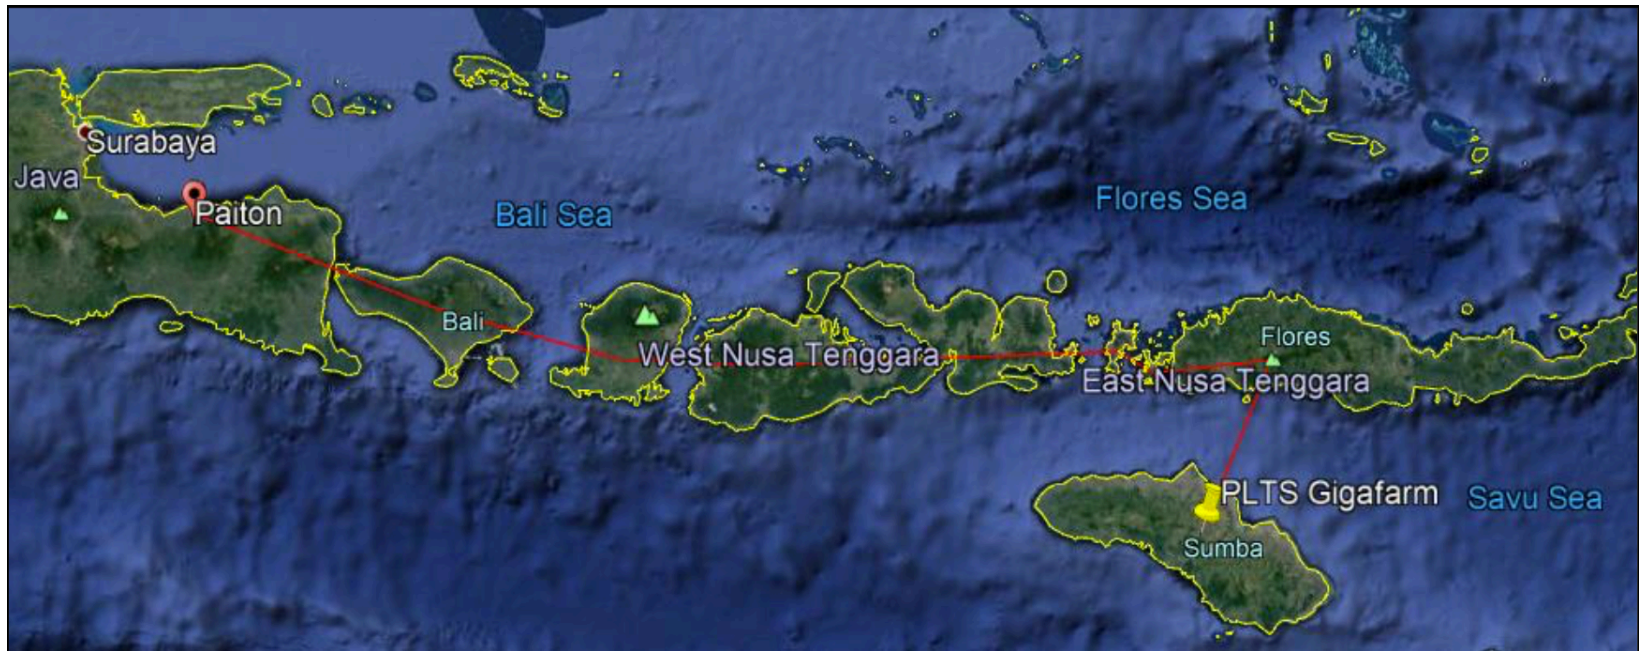 Surabaya
Java
Paiton
Bali Sea
Flores Sea
Bali
West Nusa Tenggara
Flores
East Nusa Tenggara
PLTS Gigafarm
Savu Sea
Sumba